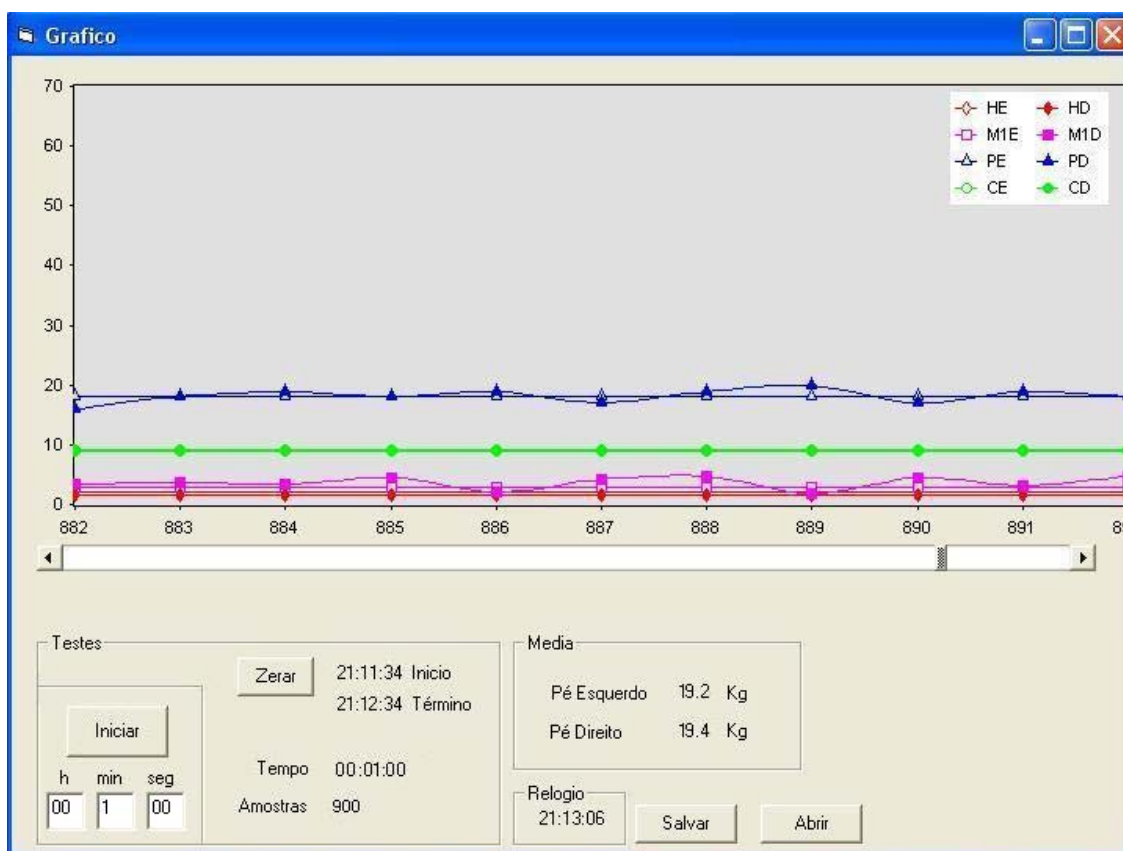 Grafico
70
60
50
40
30
20
10
0
HE HD
M1E M1D
PE PD
CE CD
882 883 884 885 886 887 888 889 890 891
Testes
Zerar
21:11:34 Inicio
21:12:34 Término
Iniciar
h min seg
00 1 00
Tempo 00:01:00
Amostras 900
Media
Pé Esquerdo 19.2 Kg
Pé Direito 19.4 Kg
Relogio
21:13:06
Salvar
Abrir